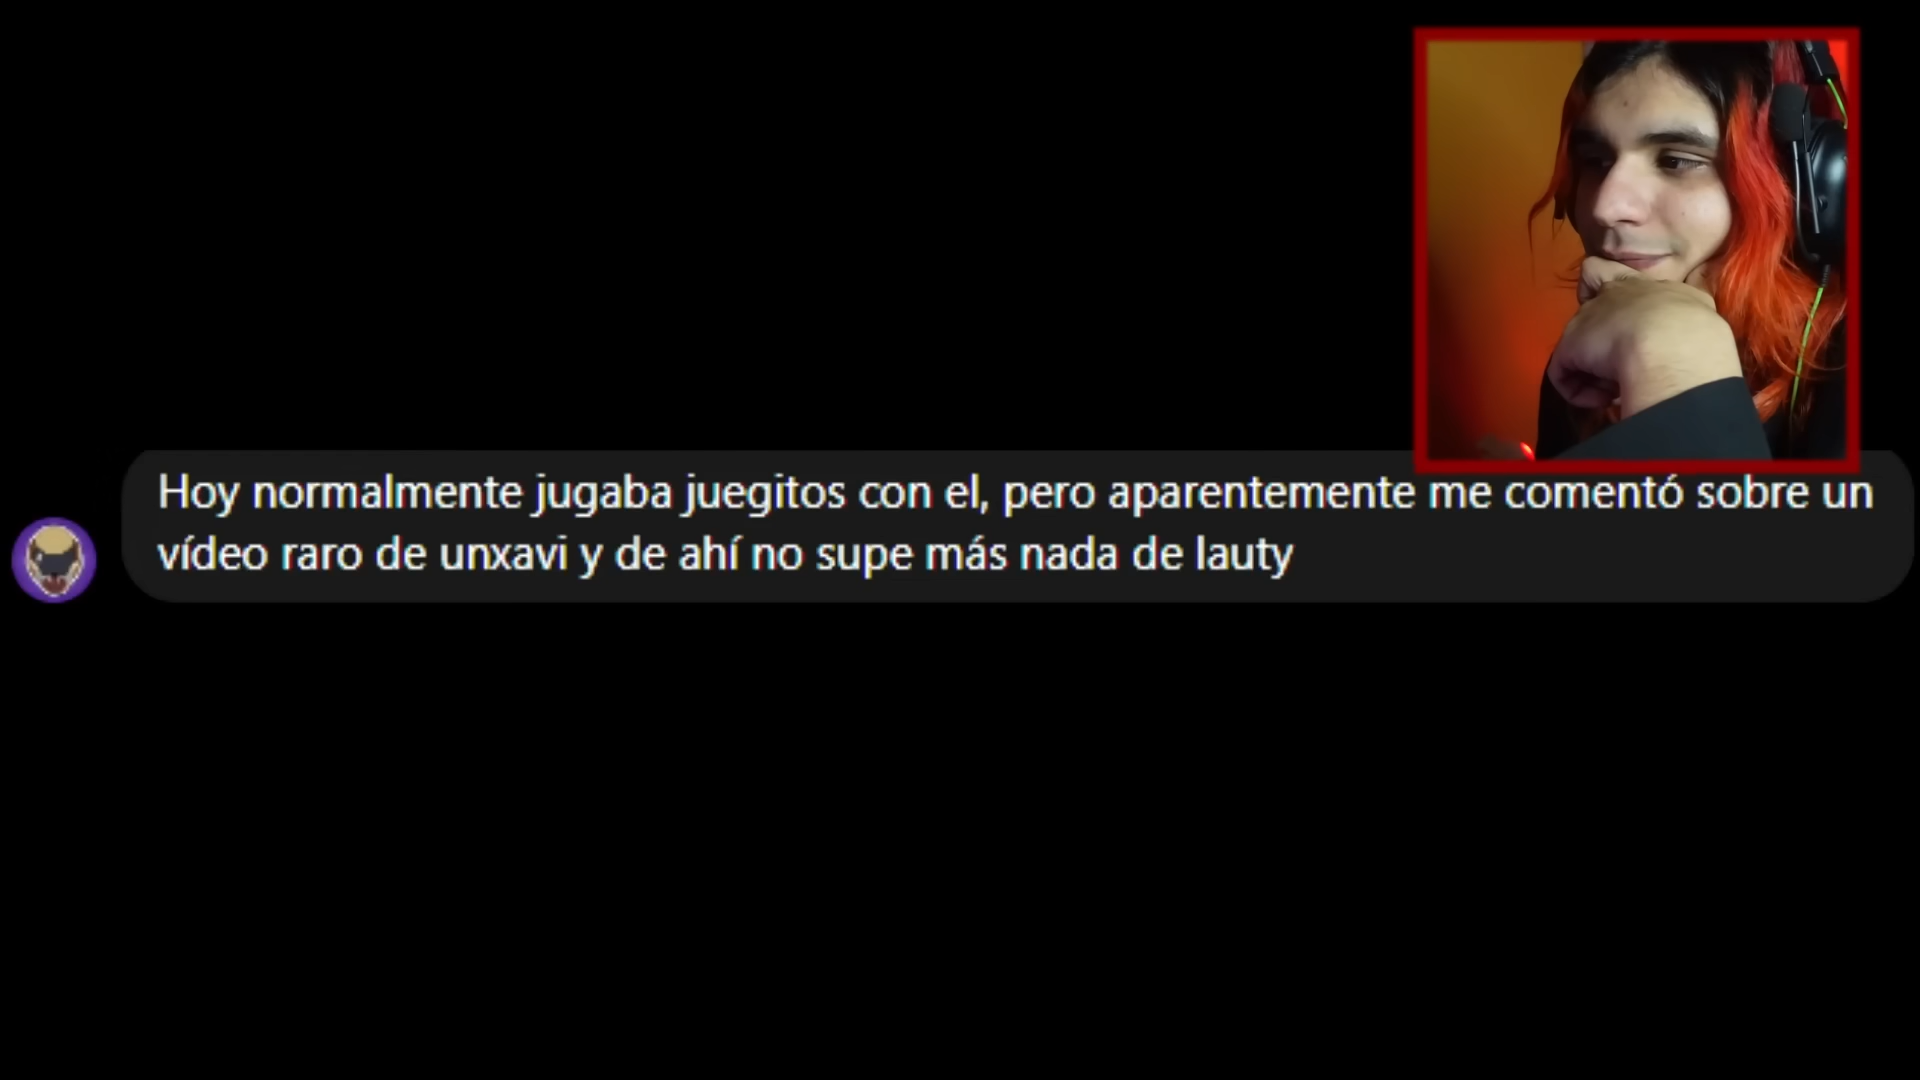 Hoy normalmente jugaba juegitos con el, pero aparentemente me comentó sobre un
vídeo raro de unxavi y de ahí no supe más nada de lauty